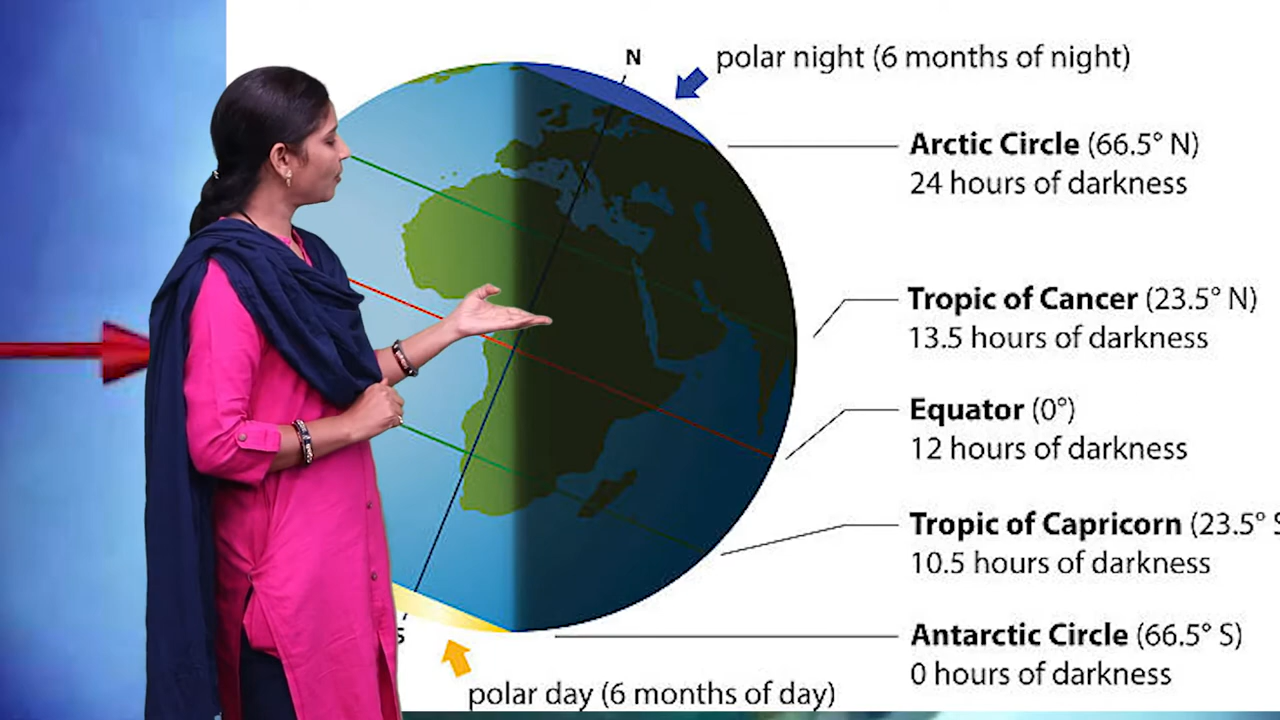 N
polar night (6 months of night)
Arctic Circle (66.5° N)
24 hours of darkness
Tropic of Cancer (23.5° N)
13.5 hours of darkness
Equator (0°)
12 hours of darkness
Tropic of Capricorn (23.5° S
10.5 hours of darkness
S
Antarctic Circle (66.5° S)
0 hours of darkness
polar day (6 months of day)